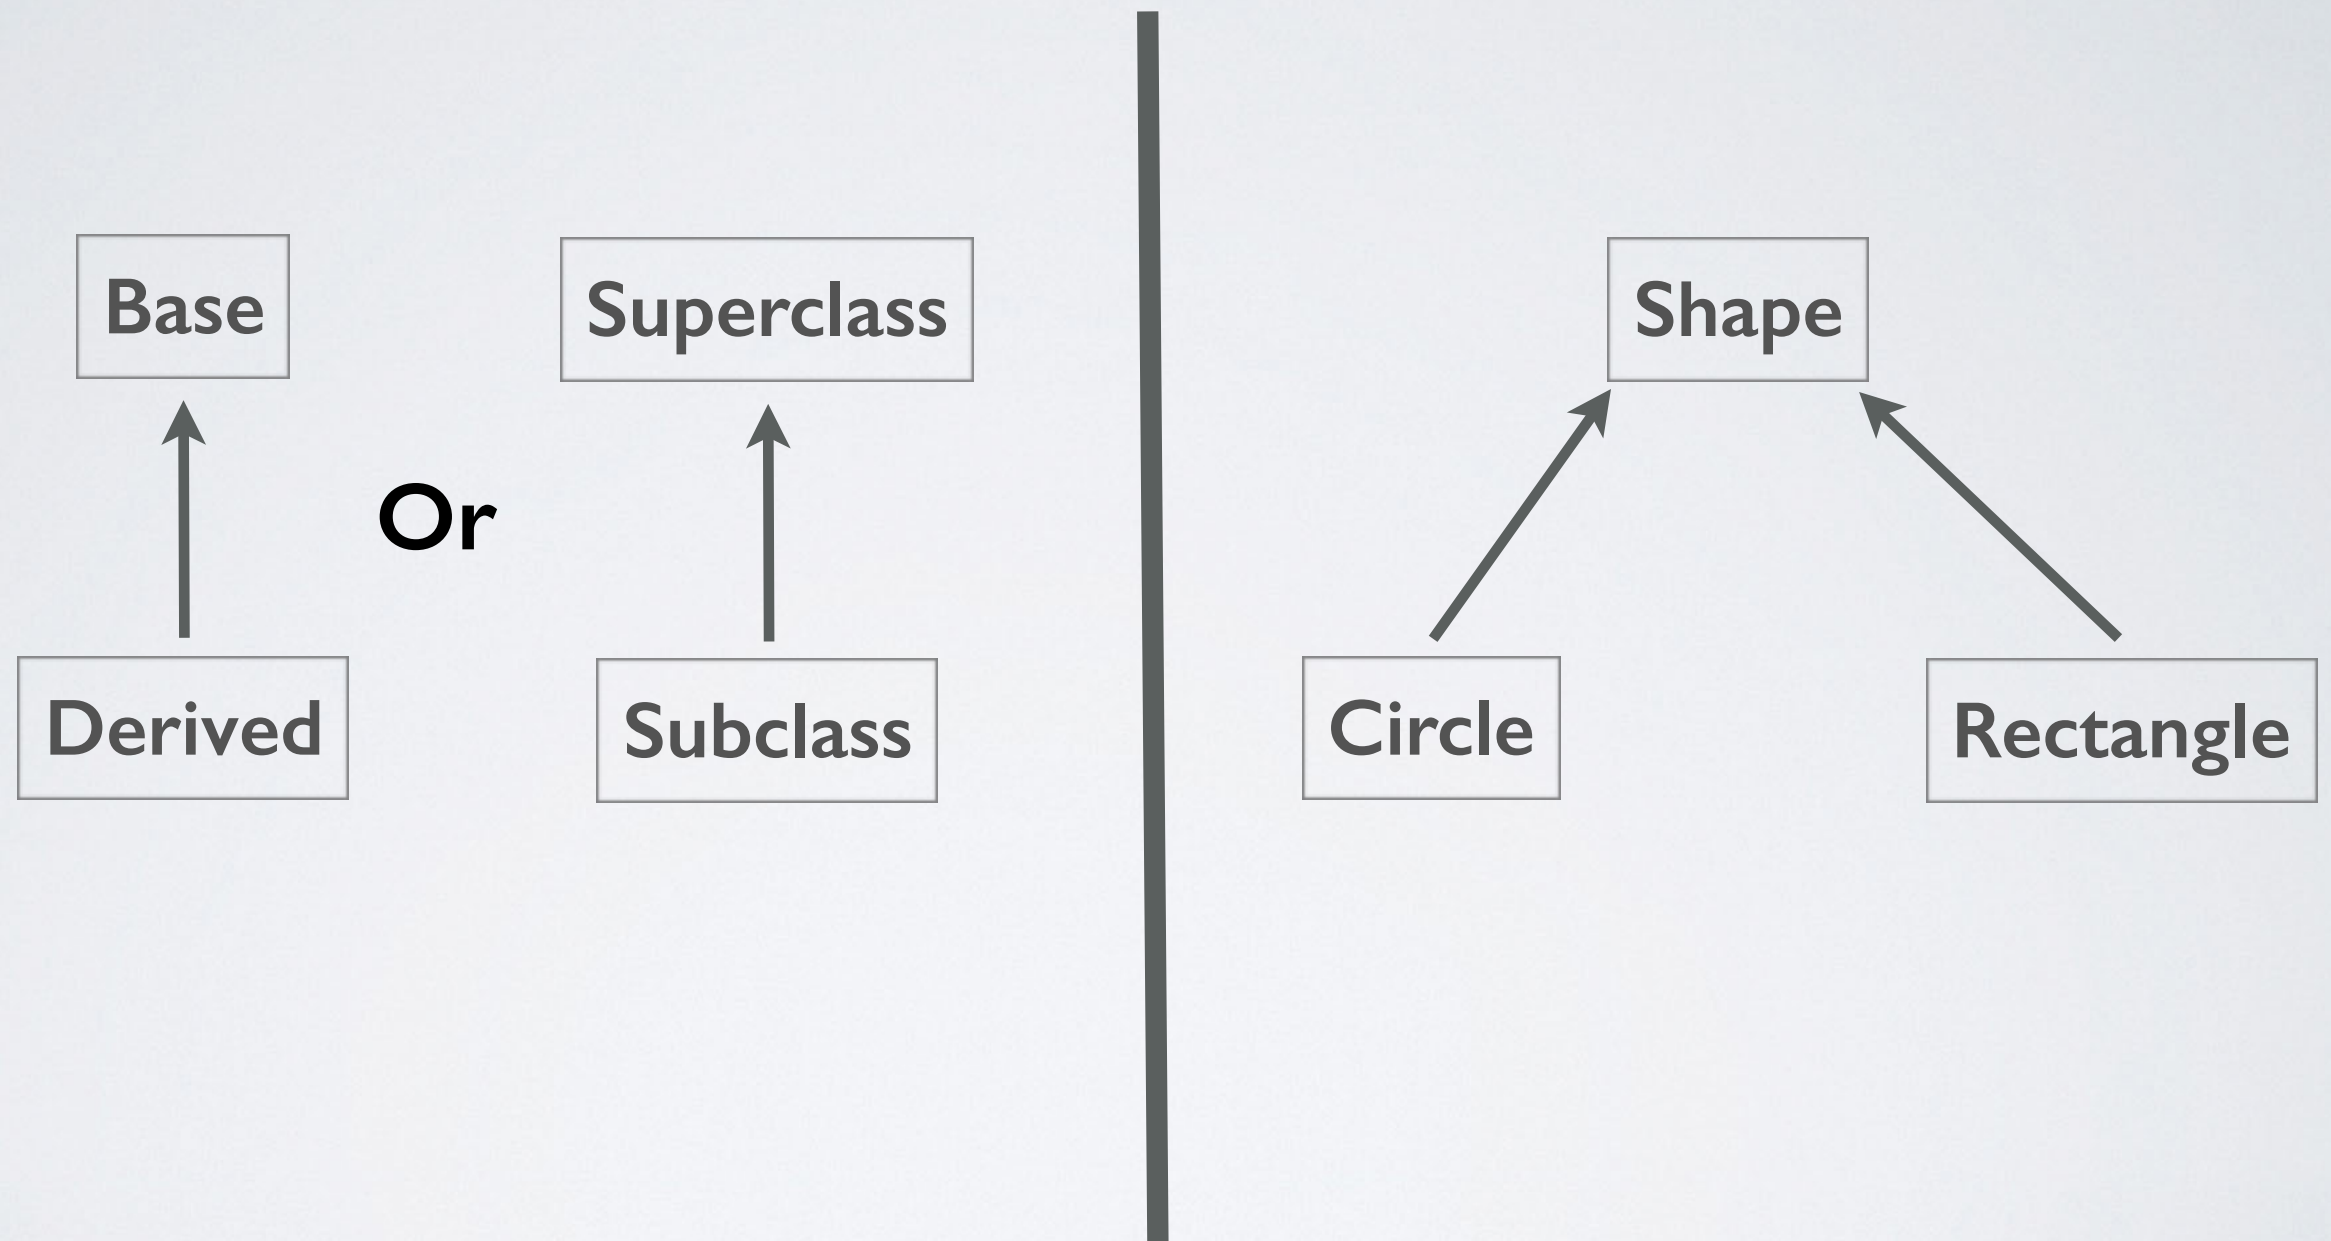 Base
Superclass
Or
Derived
Subclass
Shape
Circle
Rectangle